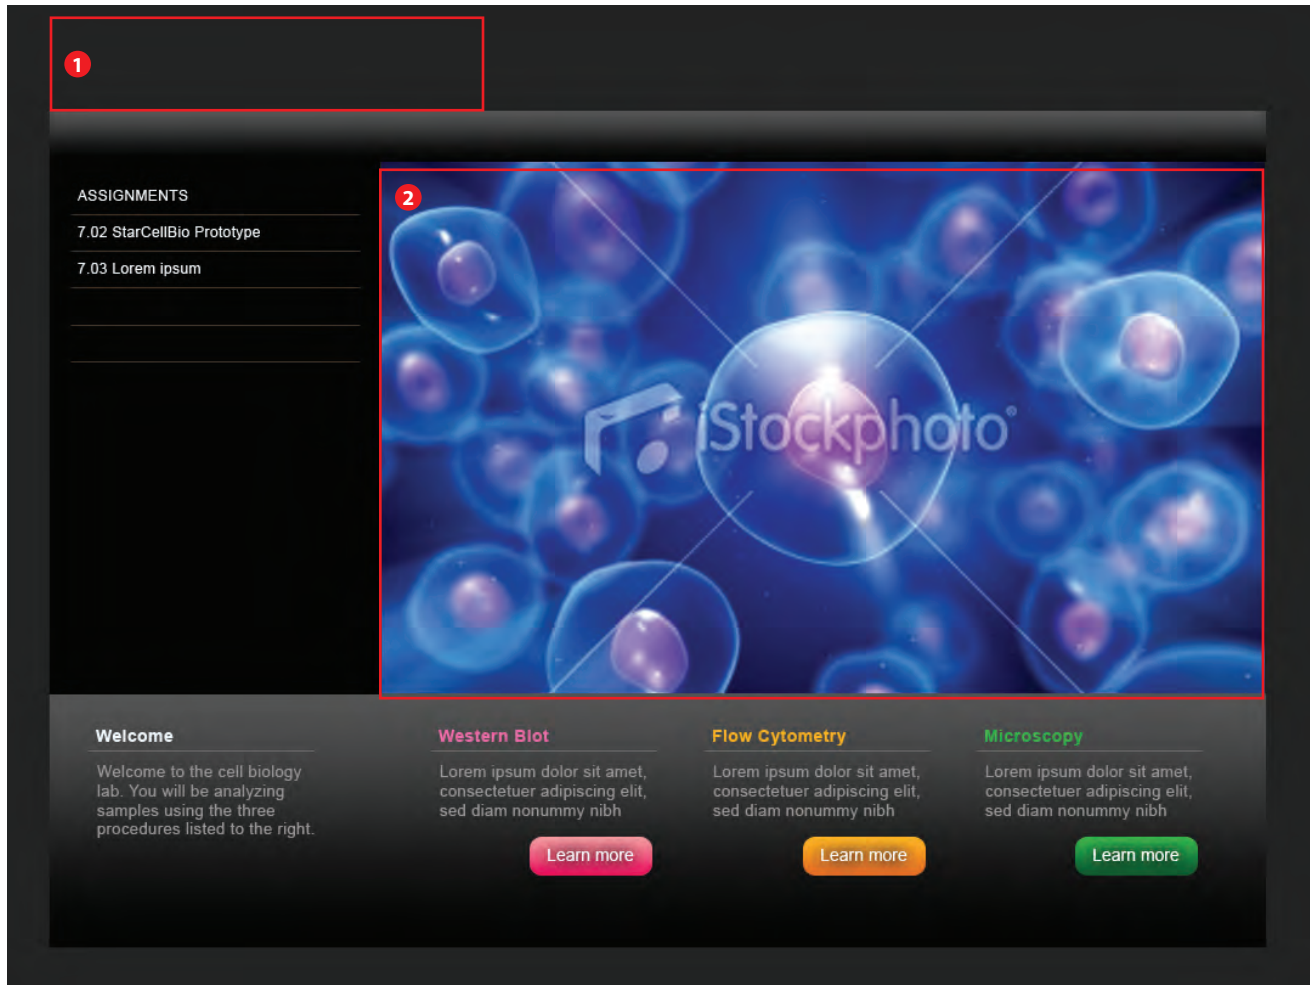 1
ASSIGNMENTS
7.02 StarCellBio Prototype
7.03 Lorem ipsum
2
iStockphoto®
Welcome
Welcome to the cell biology
lab. You will be analyzing
samples using the three
procedures listed to the right.
Western Blot
Lorem ipsum dolor sit amet,
consectetuer adipiscing elit,
sed diam nonummy nibh
Learn more
Flow Cytometry
Lorem ipsum dolor sit amet,
consectetuer adipiscing elit,
sed diam nonummy nibh
Learn more
Microscopy
Lorem ipsum dolor sit amet,
consectetuer adipiscing elit,
sed diam nonummy nibh
Learn more